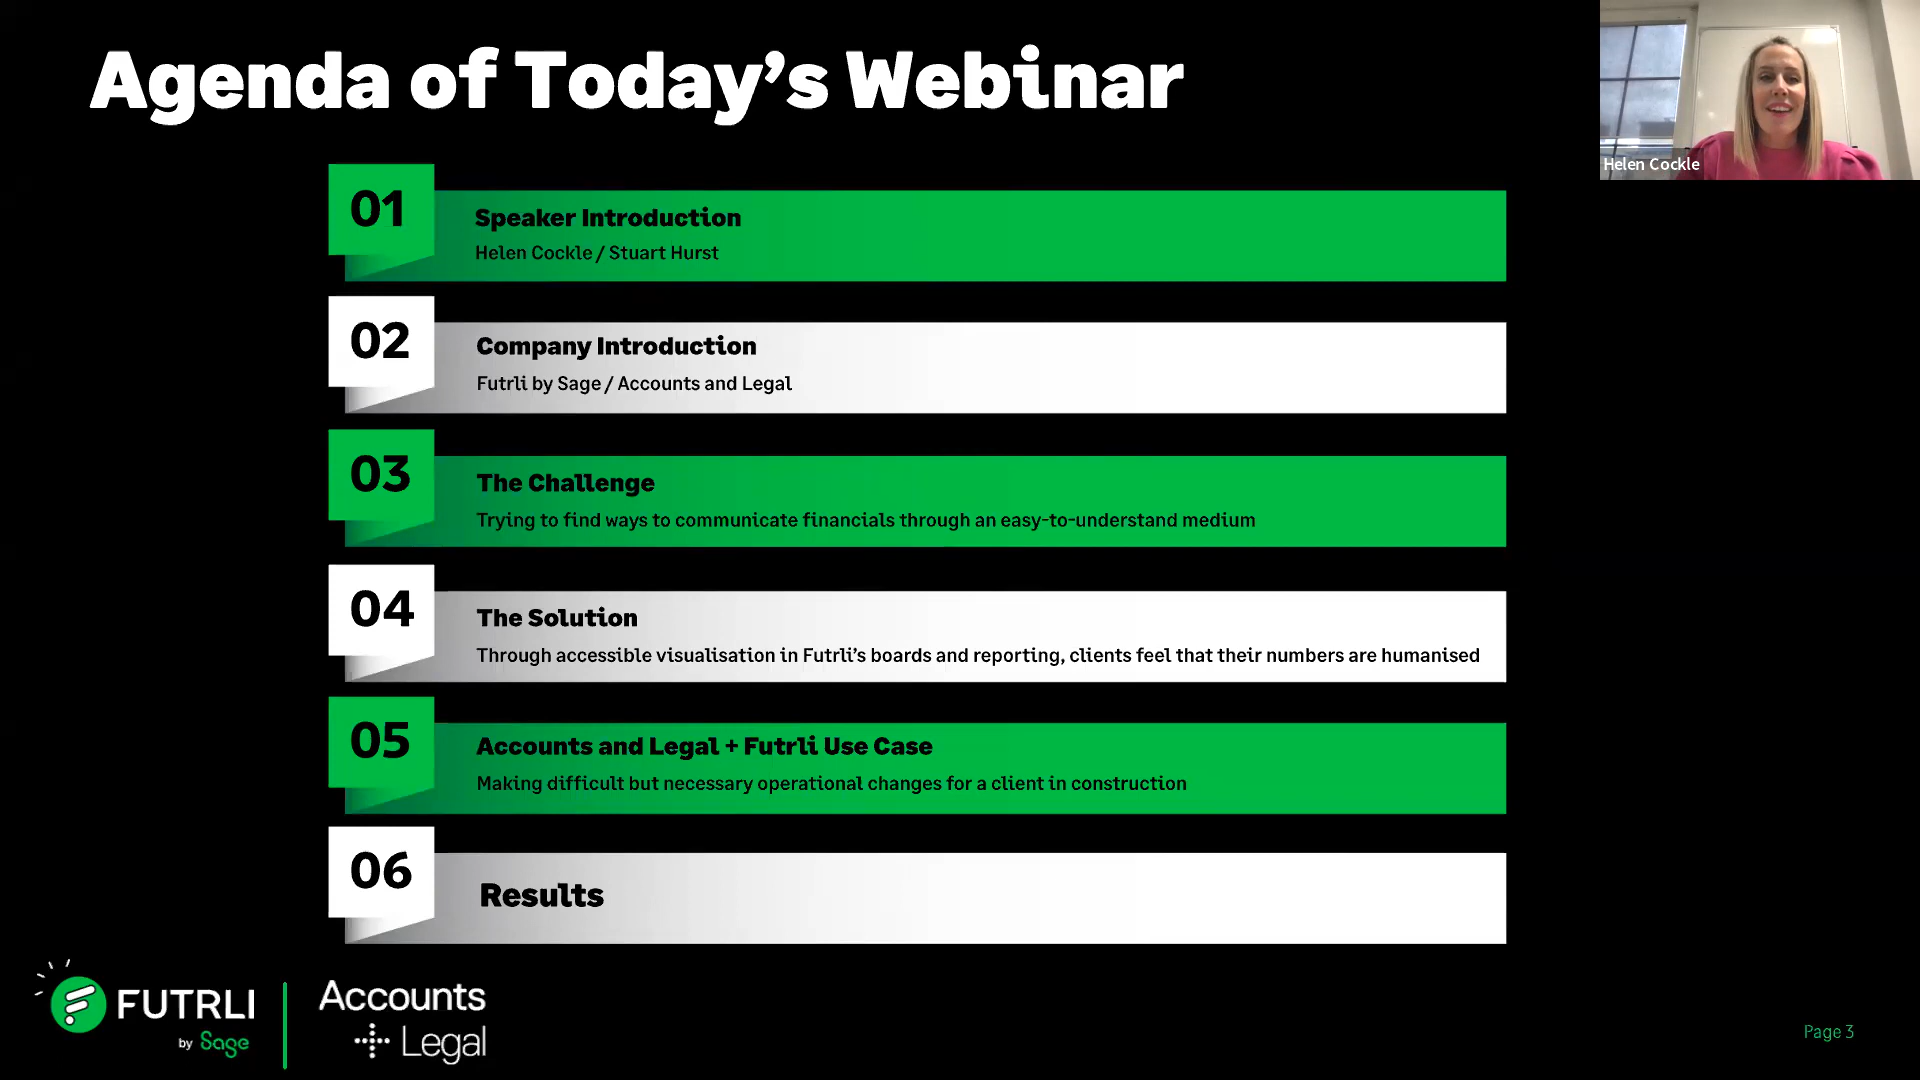 Agenda of Today’s Webinar
Helen Cockle
01
Speaker Introduction
Helen Cockle / Stuart Hurst
02
Company Introduction
Futrli by Sage / Accounts and Legal
03
The Challenge
Trying to find ways to communicate financials through an easy-to-understand medium
04
The Solution
Through accessible visualisation in Futrli’s boards and reporting, clients feel that their numbers are humanised
05
Accounts and Legal + Futrli Use Case
Making difficult but necessary operational changes for a client in construction
06
Results
FUTRLI
by Sage
Accounts
Legal
Page 3